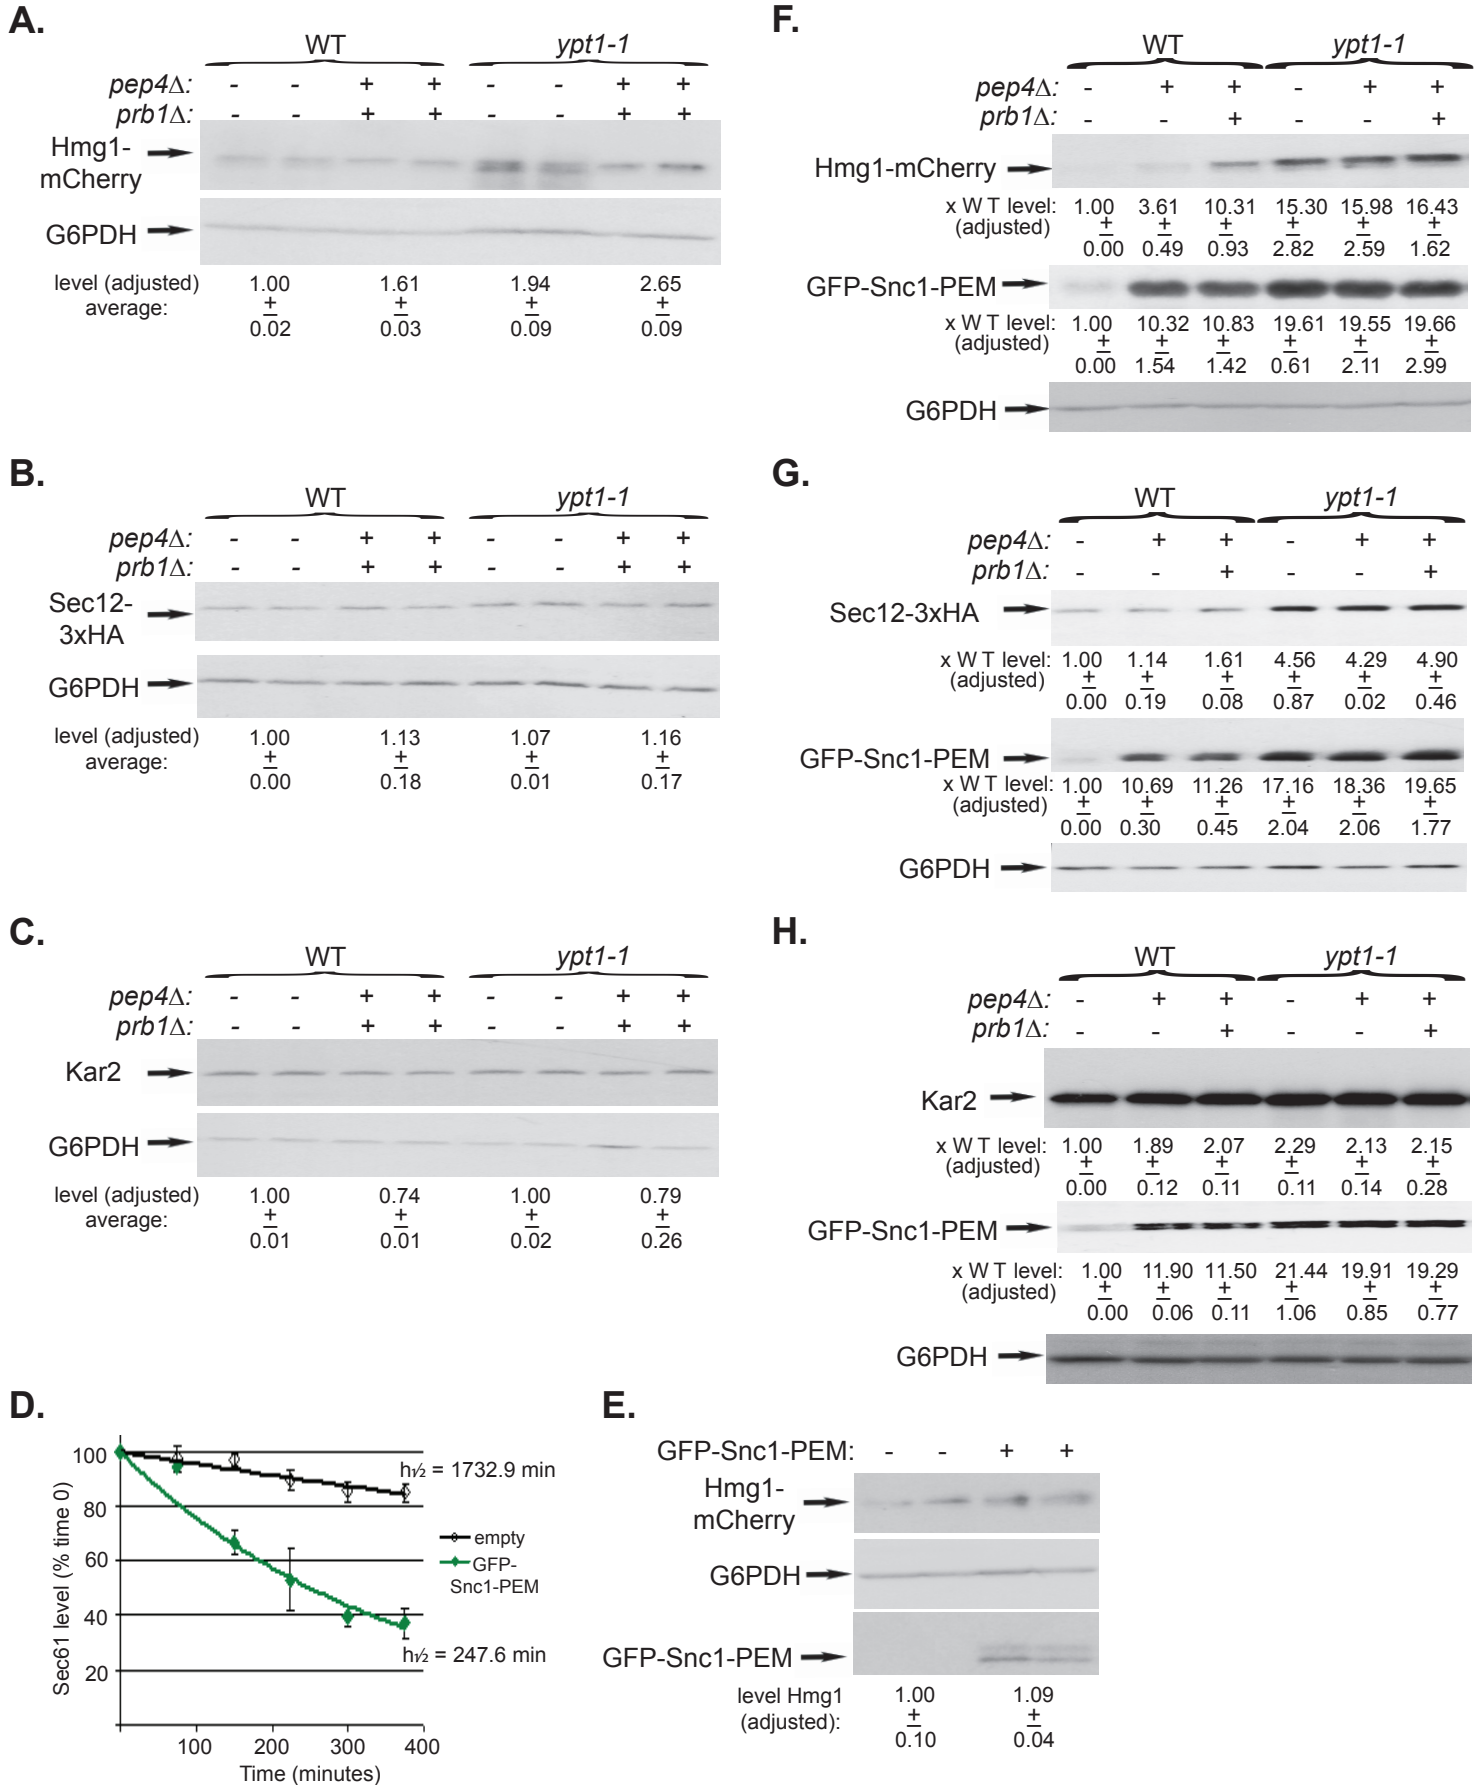 A.
WT ypt1-1
pep4Δ: - - + + - - + +
prb1Δ: - - + + - - + +
Hmg1-
mCherry
G6PDH
level (adjusted) 1.00 1.61 1.94 2.65
average: ± ± ± ±
0.02 0.03 0.09 0.09
B.
WT ypt1-1
pep4Δ: - - + + - - + +
prb1Δ: - - + + - - + +
Sec12-
3xHA
G6PDH
level (adjusted) 1.00 1.13 1.07 1.16
average: ± ± ± ±
0.00 0.18 0.01 0.17
C.
WT ypt1-1
pep4Δ: - - + + - - + +
prb1Δ: - - + + - - + +
Kar2
G6PDH
level (adjusted) 1.00 0.74 1.00 0.79
average: ± ± ± ±
0.01 0.01 0.02 0.26
D.
Sec61 level (% time 0)
100
80
60
40
20
h1/2 = 1732.9 min
empty
GFP-
Snc1-PEM
h1/2 = 247.6 min
100 200 300 400
Time (minutes)
E.
GFP-Snc1-PEM: - - + +
Hmg1-
mCherry
G6PDH
GFP-Snc1-PEM
level Hmg1 1.00 1.09
(adjusted): ± ±
0.10 0.04
F.
WT ypt1-1
pep4Δ: - + + - + +
prb1Δ: - - + - - +
Hmg1-mCherry
x W T level: 1.00 3.61 10.31 15.30 15.98 16.43
(adjusted) ± ± ± ± ± ±
0.00 0.49 0.93 2.82 2.59 1.62
GFP-Snc1-PEM
x W T level: 1.00 10.32 10.83 19.61 19.55 19.66
(adjusted) ± ± ± ± ± ±
0.00 1.54 1.42 0.61 2.11 2.99
G6PDH
G.
WT ypt1-1
pep4Δ: - + + - + +
prb1Δ: - - + - - +
Sec12-3xHA
x W T level: 1.00 1.14 1.61 4.56 4.29 4.90
(adjusted) ± ± ± ± ± ±
0.00 0.19 0.08 0.87 0.02 0.46
GFP-Snc1-PEM
x W T level: 1.00 10.69 11.26 17.16 18.36 19.65
(adjusted) ± ± ± ± ± ±
0.00 0.30 0.45 2.04 2.06 1.77
G6PDH
H.
WT ypt1-1
pep4Δ: - + + - + +
prb1Δ: - - + - - +
Kar2
x W T level: 1.00 1.89 2.07 2.29 2.13 2.15
(adjusted) ± ± ± ± ± ±
0.00 0.12 0.11 0.11 0.14 0.28
GFP-Snc1-PEM
x W T level: 1.00 11.90 11.50 21.44 19.91 19.29
(adjusted) ± ± ± ± ± ±
0.00 0.06 0.11 1.06 0.85 0.77
G6PDH